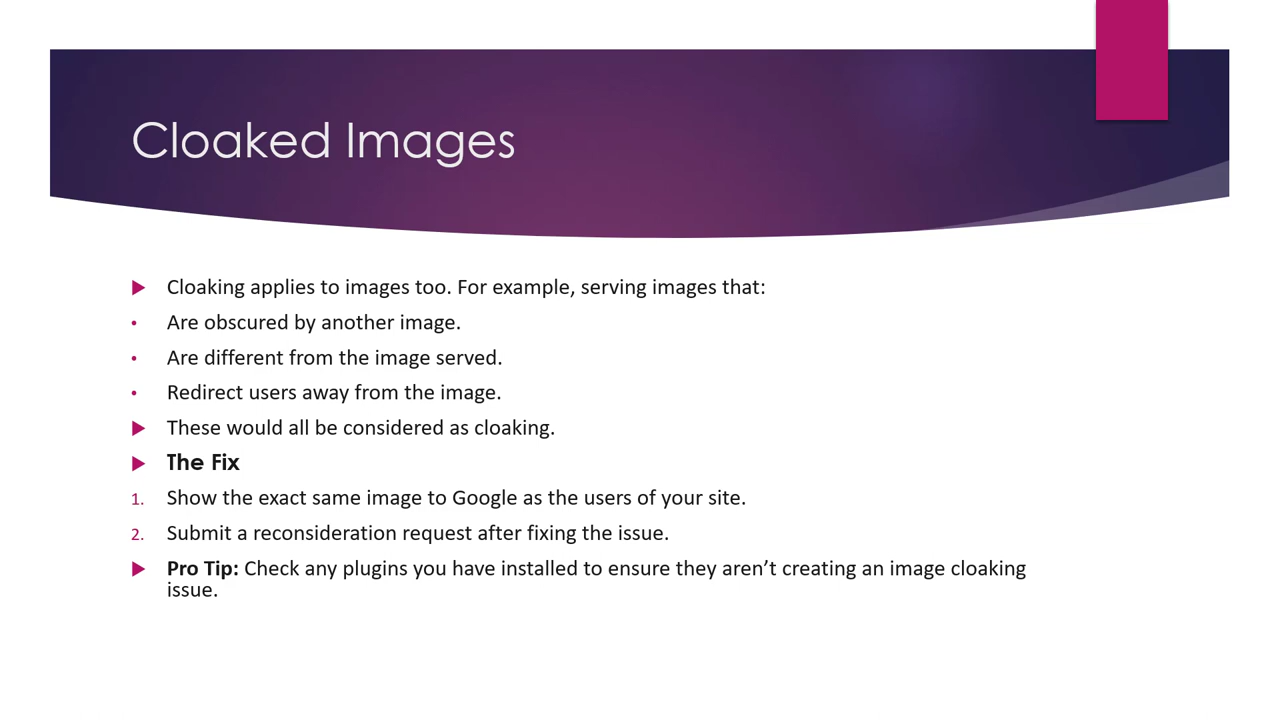 Cloaked Images
Cloaking applies to images too. For example, serving images that:
Are obscured by another image.
Are different from the image served.
Redirect users away from the image.
These would all be considered as cloaking.
The Fix
1. Show the exact same image to Google as the users of your site.
2. Submit a reconsideration request after fixing the issue.
Pro Tip: Check any plugins you have installed to ensure they aren’t creating an image cloaking
issue.